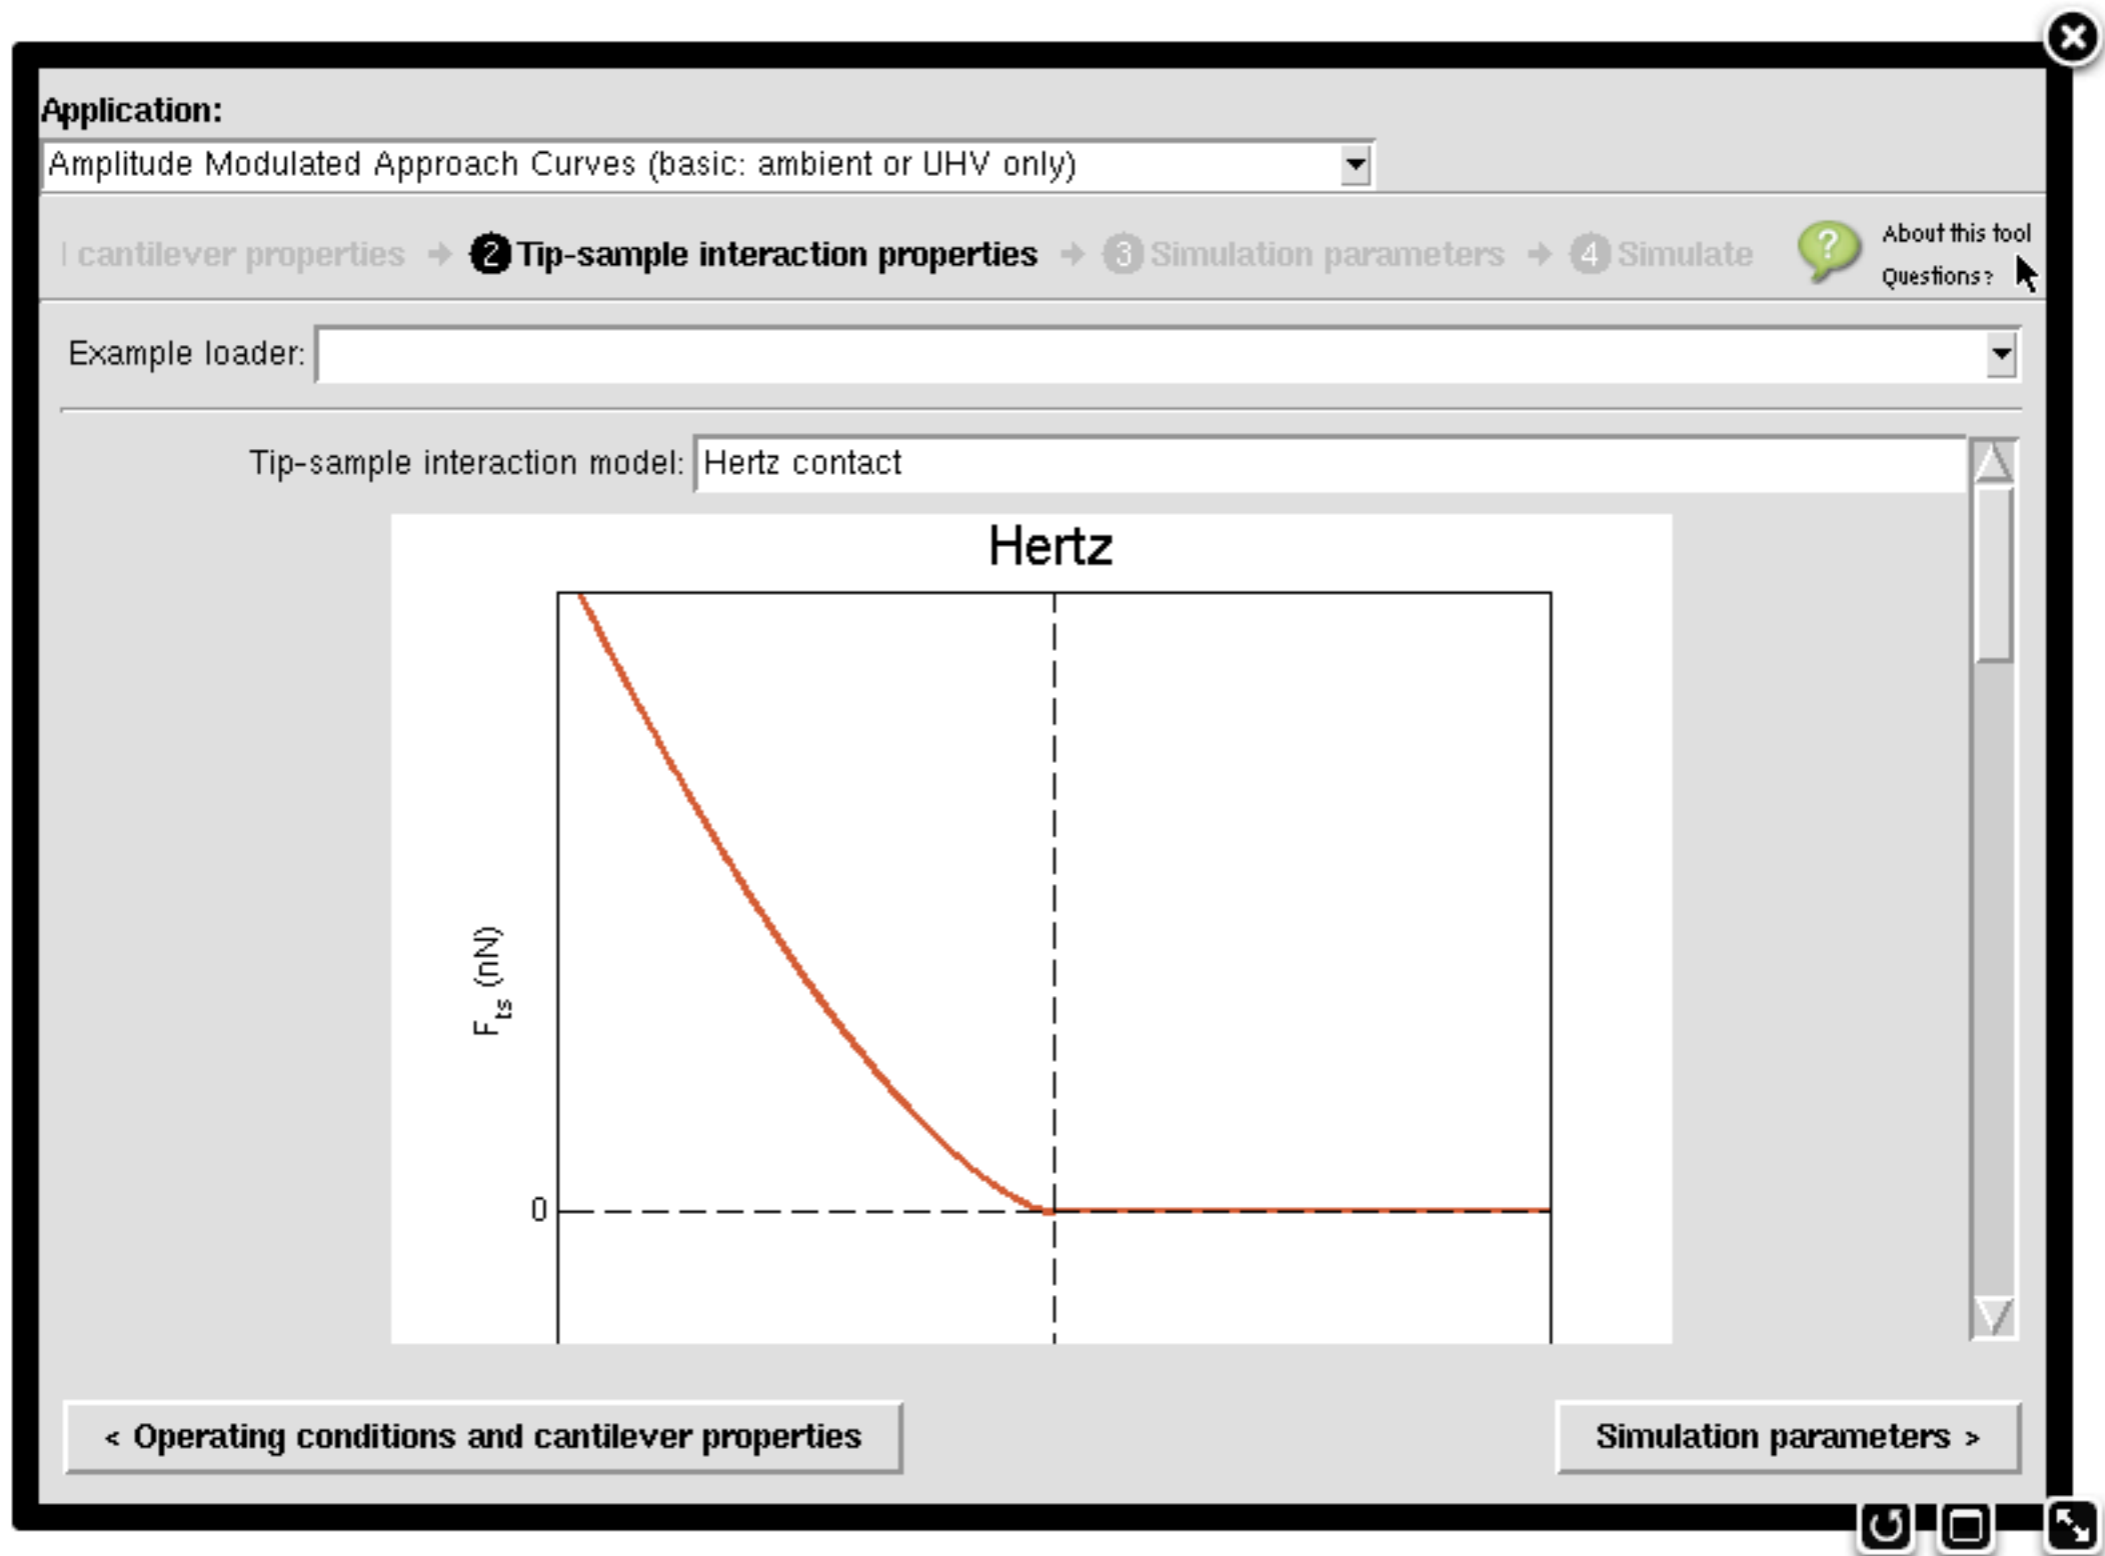 Application:
Amplitude Modulated Approach Curves (basic: ambient or UHV only)
cantilever properties → 2 Tip-sample interaction properties → 3 Simulation parameters → 4 Simulate
? About this tool
Questions?
Example loader:
Tip-sample interaction model: Hertz contact
Hertz
Fts (nN)
0
< Operating conditions and cantilever properties
Simulation parameters >